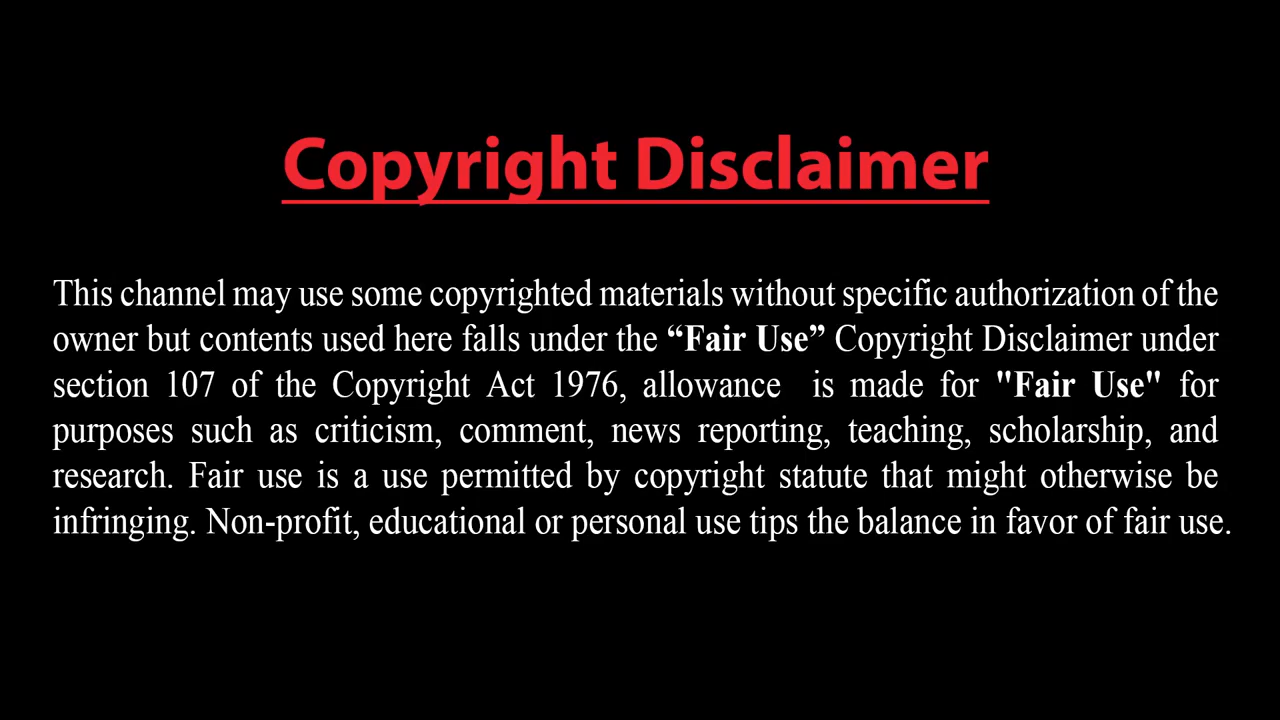 Copyright Disclaimer
This channel may use some copyrighted materials without specific authorization of the
owner but contents used here falls under the “Fair Use” Copyright Disclaimer under
section 107 of the Copyright Act 1976, allowance  is made for "Fair Use" for
purposes such as criticism, comment, news reporting, teaching, scholarship, and
research. Fair use is a use permitted by copyright statute that might otherwise be
infringing. Non-profit, educational or personal use tips the balance in favor of fair use.